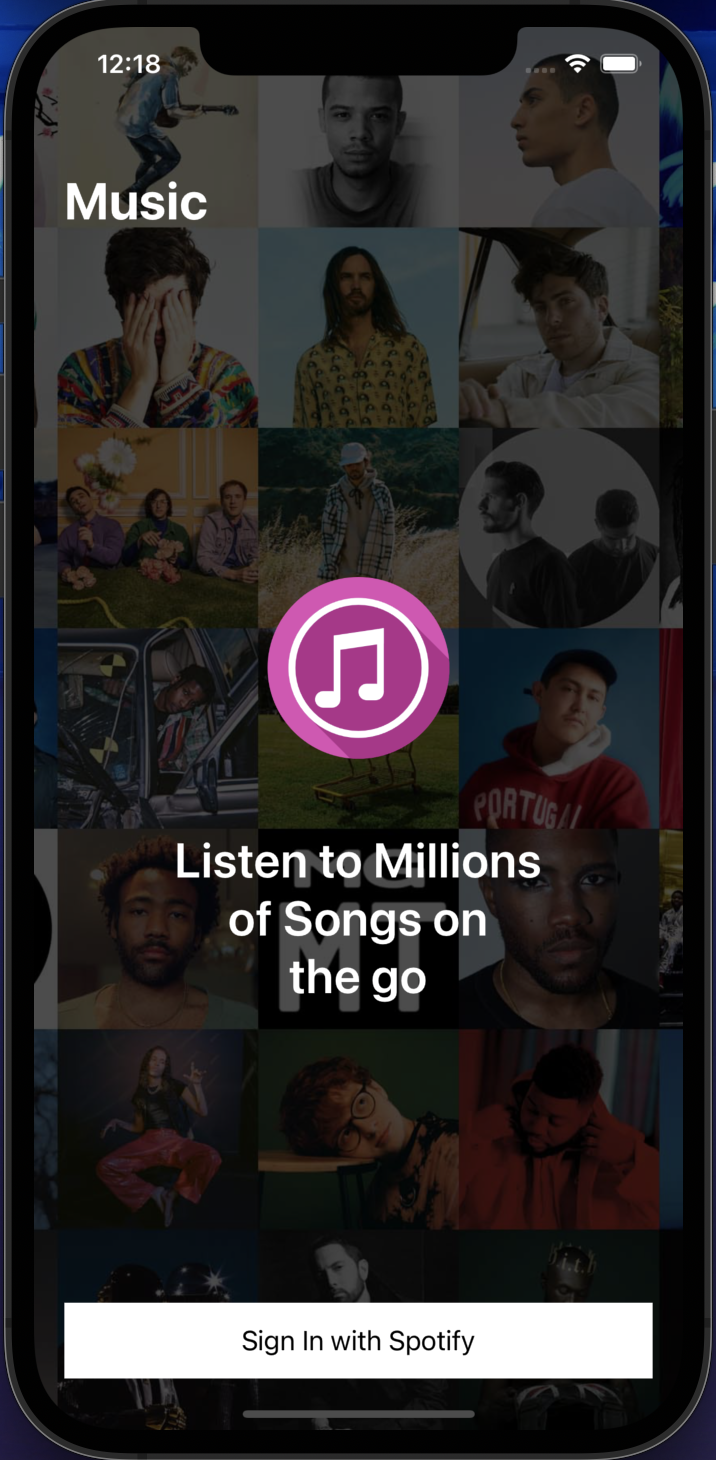 12:18
Music
PORTUGAL
Listen to Millions
of Songs on
the go
MGMT
Sign In with Spotify